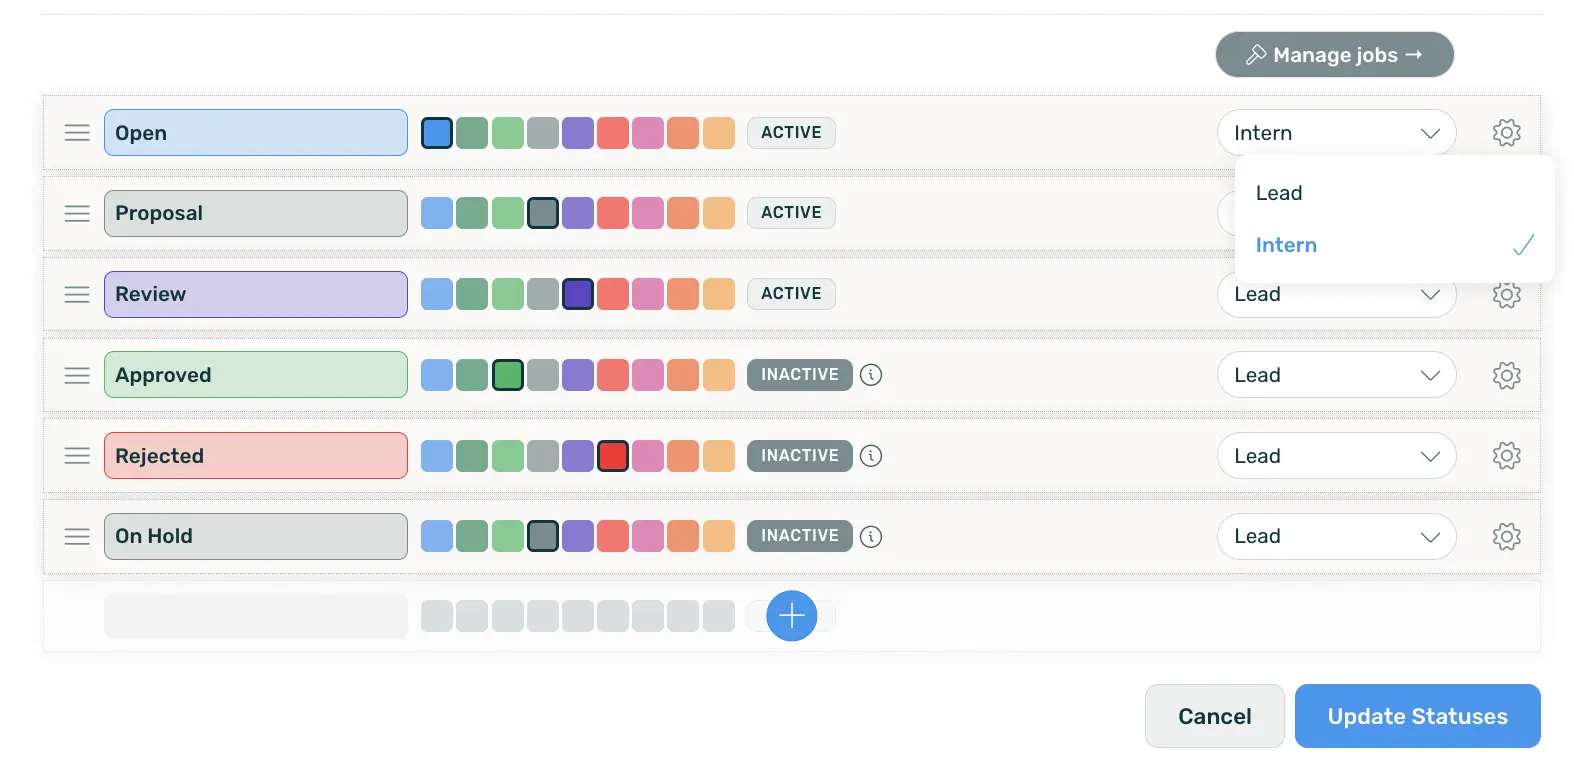 Manage jobs →
Open ACTIVE Intern
Lead
Proposal ACTIVE
Intern
Review ACTIVE Lead
Approved INACTIVE Lead
Rejected INACTIVE Lead
On Hold INACTIVE Lead
Cancel Update Statuses